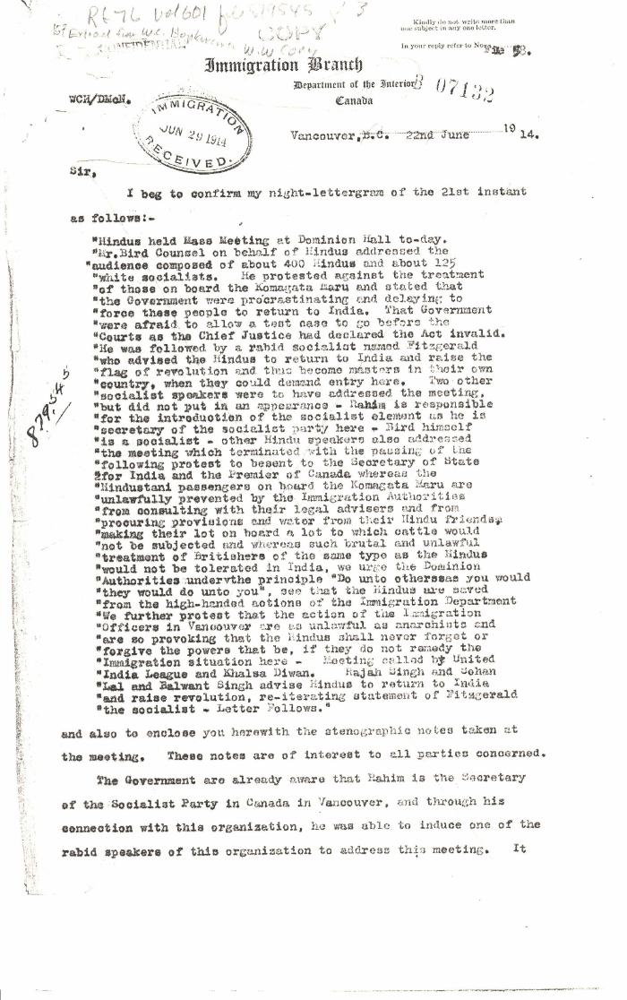 RG76 Vol 601 file 879545 pt 3
1st Extract from W.C. Hopkinson
CONFIDENTIAL
COPY
W.W. Copy
Kindly do not write more than
one subject in any one letter.
In your reply refer to No
File 58.
Immigration Branch
Department of the Interior
B 07132
Canada
WCH/DMcN.
IMMIGRATION
JUN 29 1914
RECEIVED.
Vancouver, B.C. 22nd June 1914.
Sir,
I beg to confirm my night-lettergram of the 21st instant
as follows:-
"Hindus held Mass Meeting at Dominion Hall to-day.
"Mr.Bird Counsel on behalf of Hindus addressed the
"audience composed of about 400 Hindus and about 125
"white socialists. He protested against the treatment
"of those on board the Komagata Maru and stated that
"the Government were procrastinating and delaying to
"force these people to return to India. That Government
"were afraid to allow a test case to go before the
"Courts as the Chief Justice had declared the Act invalid.
"He was followed by a rabid socialist named Fitzgerald
"who advised the Hindus to return to India and raise the
"flag of revolution and thus become masters in their own
"country, when they could demand entry here. Two other
"socialist speakers were to have addressed the meeting,
"but did not put in an appearance - Rahim is responsible
"for the introduction of the socialist element as he is
"secretary of the socialist party here - Bird himself
"is a socialist - other Hindu speakers also addressed
"the meeting which terminated with the passing of the
"following protest to besent to the Secretary of State
"for India and the Premier of Canada whereas the
"Hindustani passengers on board the Komagata Maru are
"unlawfully prevented by the Immigration Authorities
"from consulting with their legal advisers and from
"procuring provisions and water from their Hindu friends,
"making their lot on board a lot to which cattle would
"not be subjected and whereas such brutal and unlawful
"treatment of Britishers of the same type as the Hindus
"would not be tolerated in India, we urge the Dominion
"Authorities undervthe principle "Do unto othersas you would
"they would do unto you", see that the Hindus are saved
"from the high-handed actions of the Immigration Department
"We further protest that the action of the Immigration
"Officers in Vancouver are as unlawful as anarchists and
"are so provoking that the Hindus shall never forget or
"forgive the powers that be, if they do not remedy the
"Immigration situation here - Meeting called by United
"India League and Khalsa Diwan. Rajah Singh and Sohan
"Lal and Balwant Singh advise Hindus to return to India
"and raise revolution, re-iterating statement of Fitzgerald
"the socialist - Letter Follows."
879545
and also to enclose you herewith the stenographic notes taken at
the meeting. These notes are of interest to all parties concerned.
The Government are already aware that Rahim is the Secretary
of the Socialist Party in Canada in Vancouver, and through his
connection with this organization, he was able to induce one of the
rabid speakers of this organization to address this meeting. It